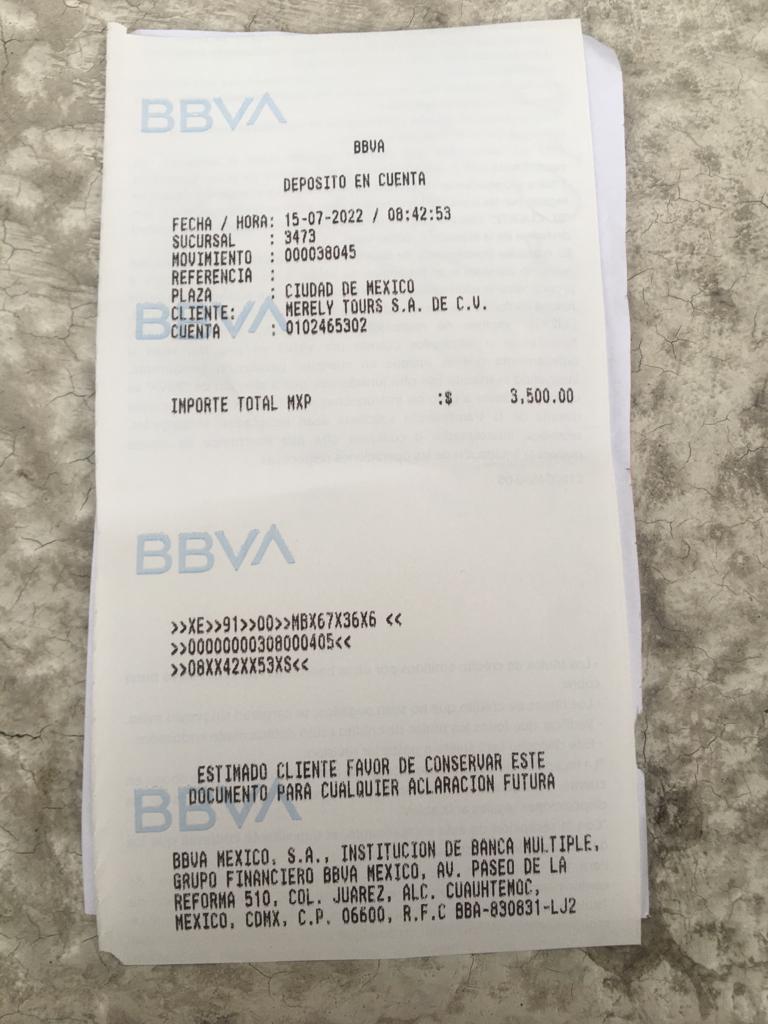 BBVA
BBVA
DEPOSITO EN CUENTA
FECHA / HORA: 15-07-2022 / 08:42:53
SUCURSAL : 3473
MOVIMIENTO : 000038045
REFERENCIA :
PLAZA : CIUDAD DE MEXICO
BBVA
CLIENTE: MERELY TOURS S.A. DE C.V.
CUENTA : 0102465302
IMPORTE TOTAL MXP :$ 3,500.00
BBVA
>>XE>>91>>00>>MBX67X36X6 <<
>>00000000308000405<<
>>08XX42XX53XS<<
ESTIMADO CLIENTE FAVOR DE CONSERVAR ESTE
DOCUMENTO PARA CUALQUIER ACLARACION FUTURA
BBVA
BBVA MEXICO, S.A., INSTITUCION DE BANCA MULTIPLE,
GRUPO FINANCIERO BBVA MEXICO, AV. PASEO DE LA
REFORMA 510, COL. JUAREZ, ALC. CUAUHTEMOC,
MEXICO, CDMX, C.P. 06600, R.F.C BBA-830831-LJ2